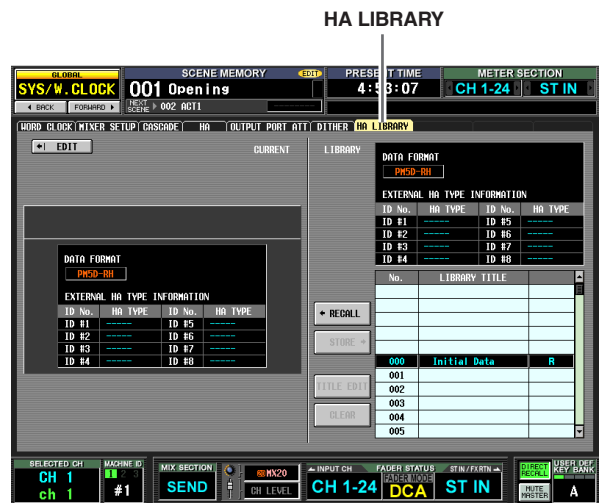 HA LIBRARY
GLOBAL SCENE MEMORY EDIT PRESENT TIME METER SECTION
SYS/W.CLOCK 001 Opening 4:53:07 CH 1-24 ST IN
BACK FORWARD NEXT SCENE 002 ACT1
WORD CLOCK MIXER SETUP CASCADE HA OUTPUT PORT ATT DITHER HA LIBRARY
EDIT CURRENT LIBRARY
DATA FORMAT
PM5D-RH
EXTERNAL HA TYPE INFORMATION
ID No. HA TYPE ID No. HA TYPE
ID #1 ----- ID #5 -----
ID #2 ----- ID #6 -----
ID #3 ----- ID #7 -----
ID #4 ----- ID #8 -----
DATA FORMAT
PM5D-RH
EXTERNAL HA TYPE INFORMATION
ID No. HA TYPE ID No. HA TYPE
ID #1 ----- ID #5 -----
ID #2 ----- ID #6 -----
ID #3 ----- ID #7 -----
ID #4 ----- ID #8 -----
No. LIBRARY TITLE
RECALL
STORE
000 Initial Data R
001
TITLE EDIT 002
003
CLEAR 004
005
SELECTED CH MACHINE ID MIX SECTION INPUT CH FADER STATUS ST IN/FXRTN DIRECT RECALL USER DEF KEY BANK
CH 1 1 2 3 SEND MX20 CH 1-24 FADER MODE ST IN
ch 1 #1 CH LEVEL DCA MUTE MASTER A